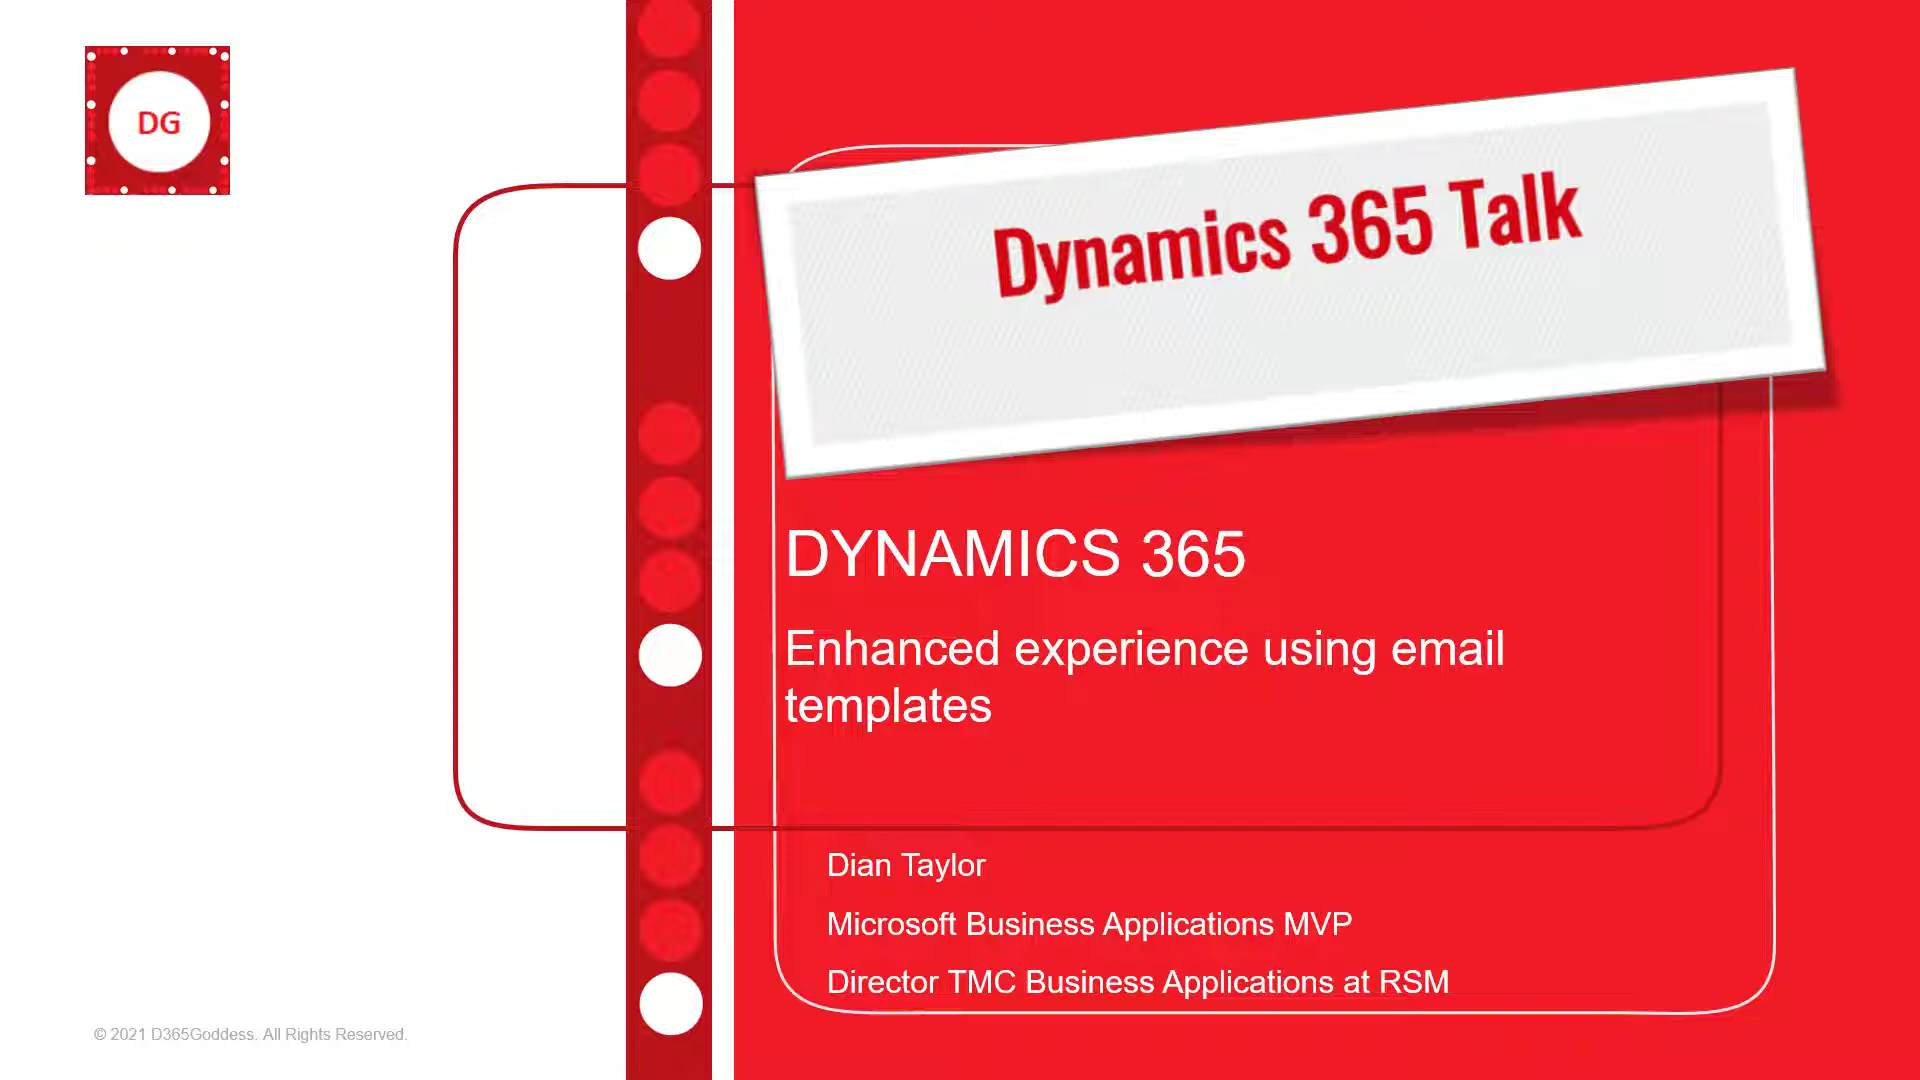 DG
Dynamics 365 Talk
DYNAMICS 365
Enhanced experience using email
templates
Dian Taylor
Microsoft Business Applications MVP
Director TMC Business Applications at RSM
© 2021 D365Goddess. All Rights Reserved.